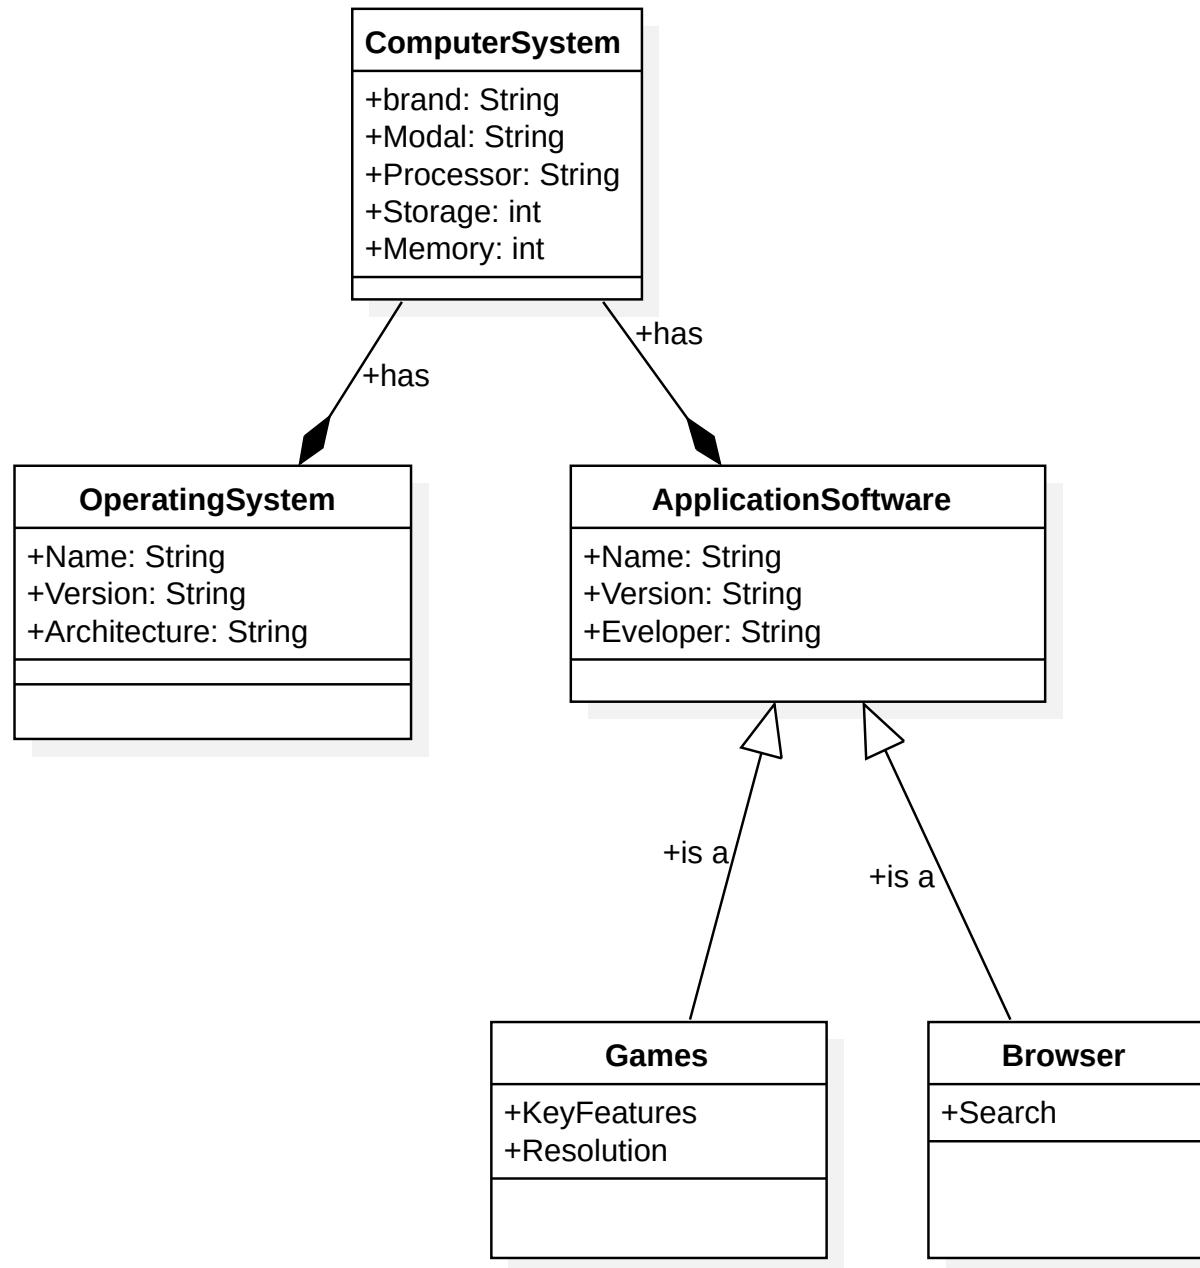 ComputerSystem
+brand: String
+Modal: String
+Processor: String
+Storage: int
+Memory: int
+has
+has
OperatingSystem
+Name: String
+Version: String
+Architecture: String
ApplicationSoftware
+Name: String
+Version: String
+Eveloper: String
+is a
+is a
Games
+KeyFeatures
+Resolution
Browser
+Search